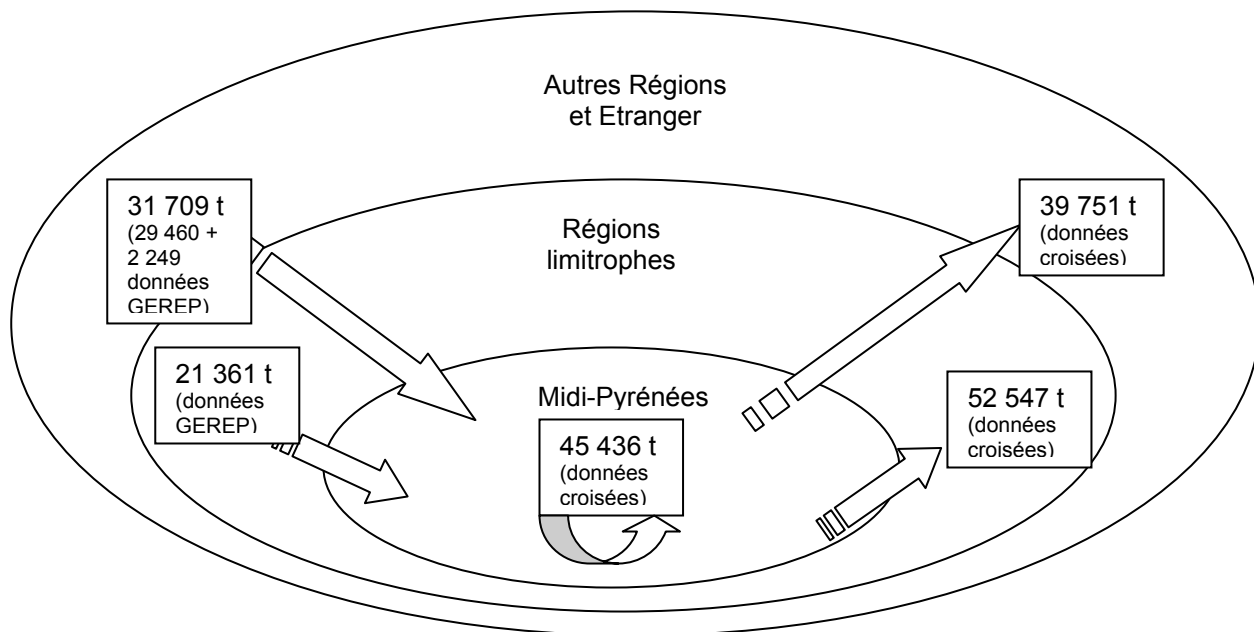 Autres Régions
et Etranger
31 709 t
(29 460 +
2 249
données
GEREP)
39 751 t
(données
croisées)
Régions
limitrophes
21 361 t
(données
GEREP)
Midi-Pyrénées
52 547 t
(données
croisées)
45 436 t
(données
croisées)